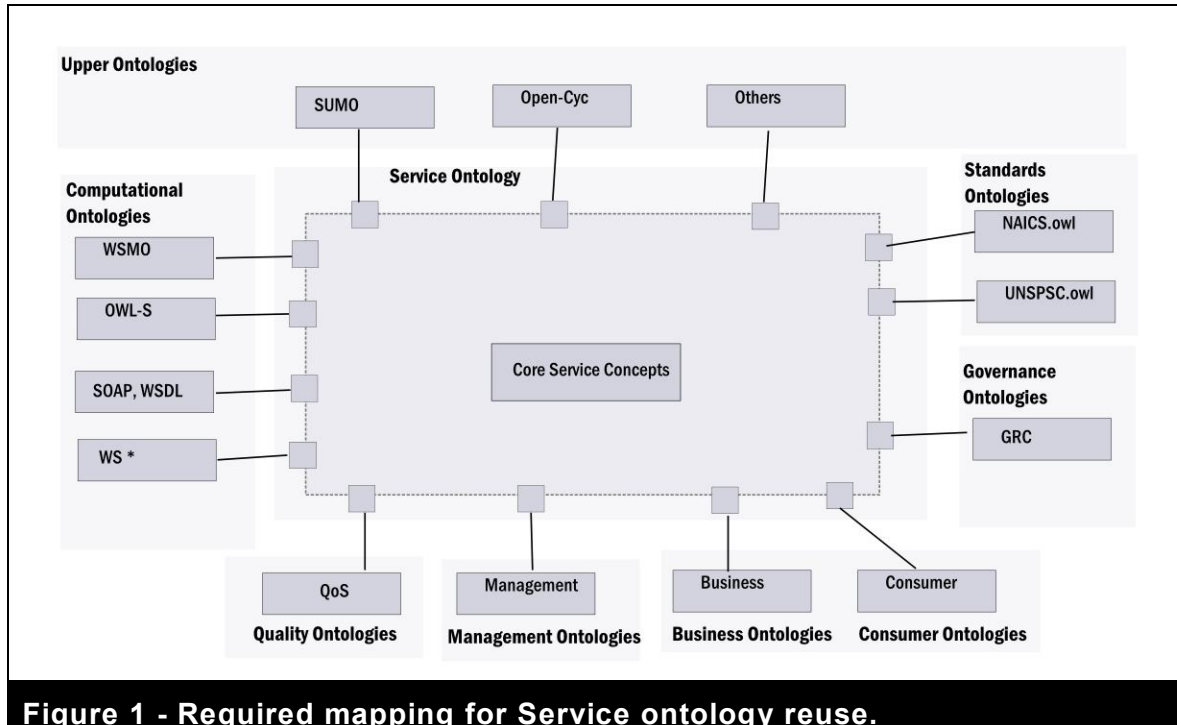 Upper Ontologies
SUMO
Open-Cyc
Others
Service Ontology
Computational
Ontologies
WSMO
OWL-S
SOAP, WSDL
WS *
Core Service Concepts
Standards
Ontologies
NAICS.owl
UNSPSC.owl
Governance
Ontologies
GRC
QoS
Quality Ontologies
Management
Management Ontologies
Business
Business Ontologies
Consumer
Consumer Ontologies
Figure 1 - Required mapping for Service ontology reuse.